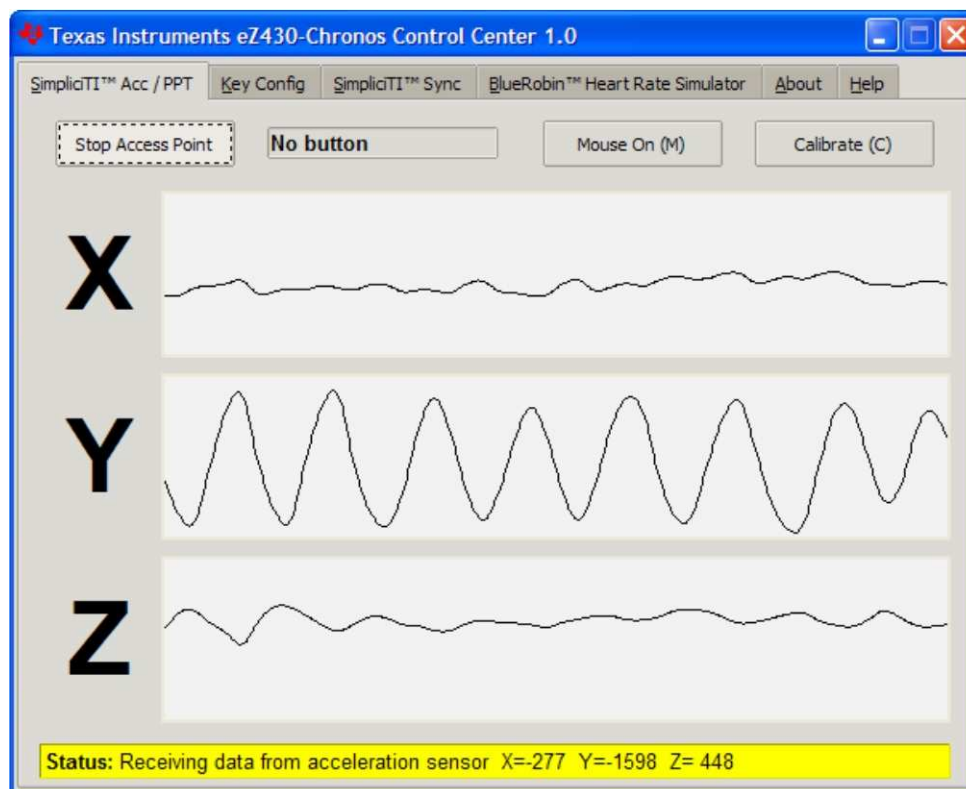 Texas Instruments eZ430-Chronos Control Center 1.0
SimpliciTI™ Acc / PPT Key Config SimpliciTI™ Sync BlueRobin™ Heart Rate Simulator About Help
Stop Access Point No button Mouse On (M) Calibrate (C)
X
Y
Z
Status: Receiving data from acceleration sensor X=-277 Y=-1598 Z= 448